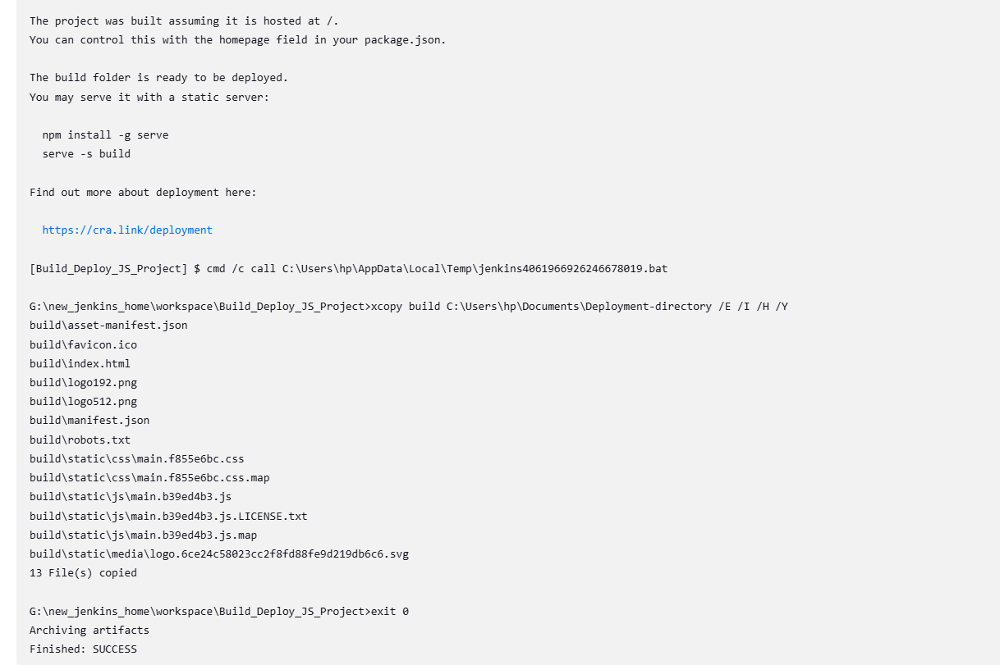 The project was built assuming it is hosted at /.
You can control this with the homepage field in your package.json.
The build folder is ready to be deployed.
You may serve it with a static server:
npm install -g serve
serve -s build
Find out more about deployment here:
https://cra.link/deployment
[Build_Deploy_JS_Project] $ cmd /c call C:\Users\hp\AppData\Local\Temp\jenkins4061966926246678019.bat
G:\new_jenkins_home\workspace\Build_Deploy_JS_Project>xcopy build C:\Users\hp\Documents\Deployment-directory /E /I /H /Y
build\asset-manifest.json
build\favicon.ico
build\index.html
build\logo192.png
build\logo512.png
build\manifest.json
build\robots.txt
build\static\css\main.f855e6bc.css
build\static\css\main.f855e6bc.css.map
build\static\js\main.b39ed4b3.js
build\static\js\main.b39ed4b3.js.LICENSE.txt
build\static\js\main.b39ed4b3.js.map
build\static\media\logo.6ce24c58023cc2f8fd88fe9d219db6c6.svg
13 File(s) copied
G:\new_jenkins_home\workspace\Build_Deploy_JS_Project>exit 0
Archiving artifacts
Finished: SUCCESS